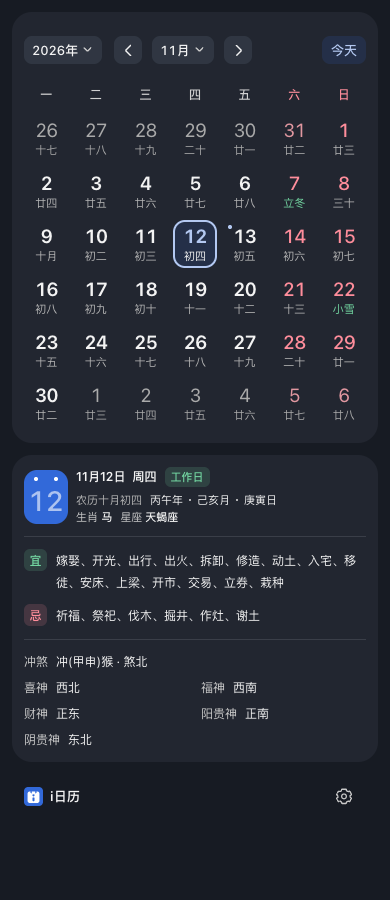 2026年 11月 今天
一 二 三 四 五 六 日
26 27 28 29 30 31 1
十七 十八 十九 二十 廿一 廿二 廿三
2 3 4 5 6 7 8
廿四 廿五 廿六 廿七 廿八 立冬 三十
9 10 11 12 13 14 15
十月 初二 初三 初四 初五 初六 初七
16 17 18 19 20 21 22
初八 初九 初十 十一 十二 十三 小雪
23 24 25 26 27 28 29
十五 十六 十七 十八 十九 二十 廿一
30 1 2 3 4 5 6
廿二 廿三 廿四 廿五 廿六 廿七 廿八
12
11月12日 周四 工作日
农历十月初四 丙午年・己亥月・庚寅日
生肖 马 星座 天蝎座
宜 嫁娶、开光、出行、出火、拆卸、修造、动土、入宅、移
徙、安床、上梁、开市、交易、立券、栽种
忌 祈福、祭祀、伐木、掘井、作灶、谢土
冲煞 冲(甲申)猴·煞北
喜神 西北 福神 西南
财神 正东 阳贵神 正南
阴贵神 东北
i日历